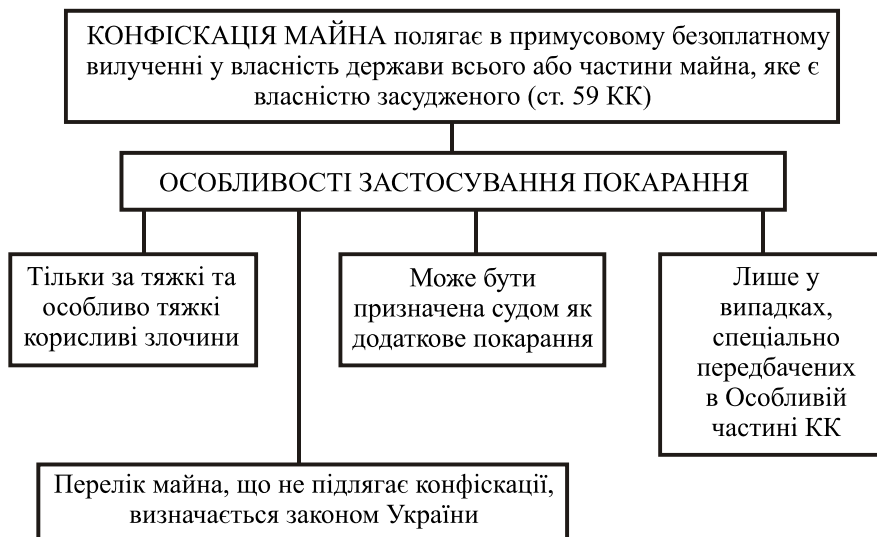 КОНФІСКАЦІЯ МАЙНА полягає в примусовому безоплатному
вилученні у власність держави всього або частини майна, яке є
власністю засудженого (ст. 59 КК)
ОСОБЛИВОСТІ ЗАСТОСУВАННЯ ПОКАРАННЯ
Тільки за тяжкі та
особливо тяжкі
корисливі злочини
Може бути
призначена судом як
додаткове покарання
Лише у
випадках,
спеціально
передбачених
в Особливій
частині КК
Перелік майна, що не підлягає конфіскації,
визначається законом України